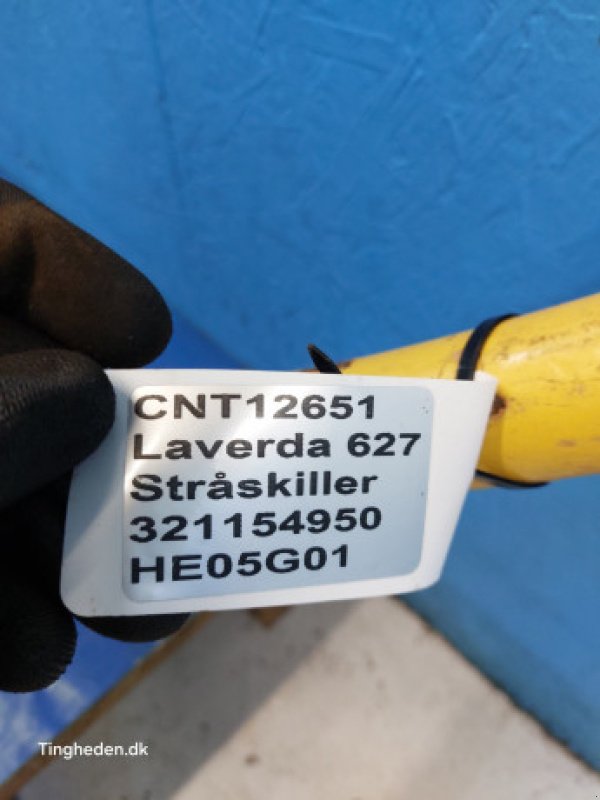 CNT12651
Laverda 627
Stråskiller
321154950
HE05G01
Tingheden.dk